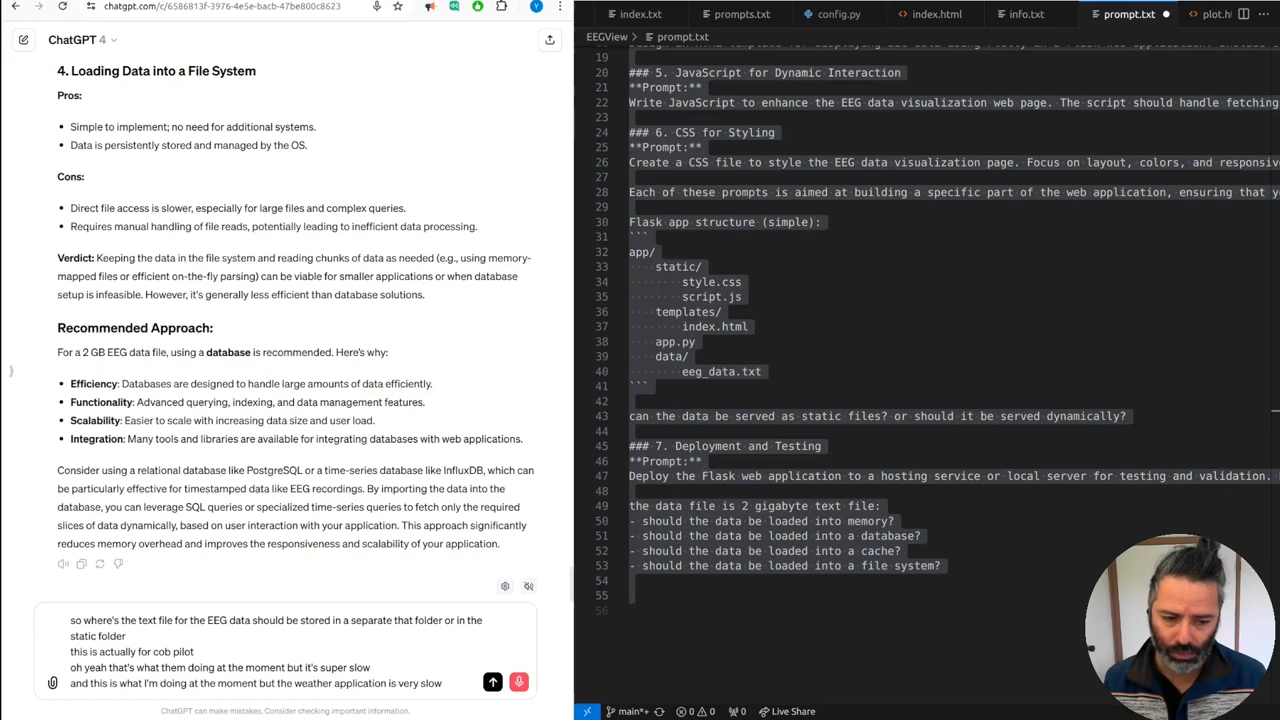 chatgpt.com/c/6586813f-3976-4e5e-bacb-47be800c8623
Y
ChatGPT 4
4. Loading Data into a File System
Pros:
• Simple to implement; no need for additional systems.
• Data is persistently stored and managed by the OS.
Cons:
• Direct file access is slower, especially for large files and complex queries.
• Requires manual handling of file reads, potentially leading to inefficient data processing.
Verdict: Keeping the data in the file system and reading chunks of data as needed (e.g., using memory-
mapped files or efficient on-the-fly parsing) can be viable for smaller applications or when database
setup is infeasible. However, it's generally less efficient than database solutions.
Recommended Approach:
For a 2 GB EEG data file, using a database is recommended. Here's why:
• Efficiency: Databases are designed to handle large amounts of data efficiently.
• Functionality: Advanced querying, indexing, and data management features.
• Scalability: Easier to scale with increasing data size and user load.
• Integration: Many tools and libraries are available for integrating databases with web applications.
Consider using a relational database like PostgreSQL or a time-series database like InfluxDB, which can
be particularly effective for timestamped data like EEG recordings. By importing the data into the
database, you can leverage SQL queries or specialized time-series queries to fetch only the required
slices of data dynamically, based on user interaction with your application. This approach significantly
reduces memory overhead and improves the responsiveness and scalability of your application.
so where's the text file for the EEG data should be stored in a separate that folder or in the
static folder
this is actually for cob pilot
oh yeah that's what them doing at the moment but it's super slow
and this is what I'm doing at the moment but the weather application is very slow
ChatGPT can make mistakes. Consider checking important information.
index.txt prompts.txt config.py index.html info.txt prompt.txt plot.h
EEGView > prompt.txt
19
20 ### 5. JavaScript for Dynamic Interaction
21 **Prompt:**
22 Write JavaScript to enhance the EEG data visualization web page. The script should handle fetching
23
24 ### 6. CSS for Styling
25 **Prompt:**
26 Create a CSS file to style the EEG data visualization page. Focus on layout, colors, and responsiv
27
28 Each of these prompts is aimed at building a specific part of the web application, ensuring that y
29
30 Flask app structure (simple):
31 ```
32 app/
33 static/
34 style.css
35 script.js
36 templates/
37 index.html
38 app.py
39 data/
40 eeg_data.txt
41 ```
42
43 can the data be served as static files? or should it be served dynamically?
44
45 ### 7. Deployment and Testing
46 **Prompt:**
47 Deploy the Flask web application to a hosting service or local server for testing and validation.
48
49 the data file is 2 gigabyte text file:
50 - should the data be loaded into memory?
51 - should the data be loaded into a database?
52 - should the data be loaded into a cache?
53 - should the data be loaded into a file system?
54
55
56
main*+ 0 0 0 Live Share